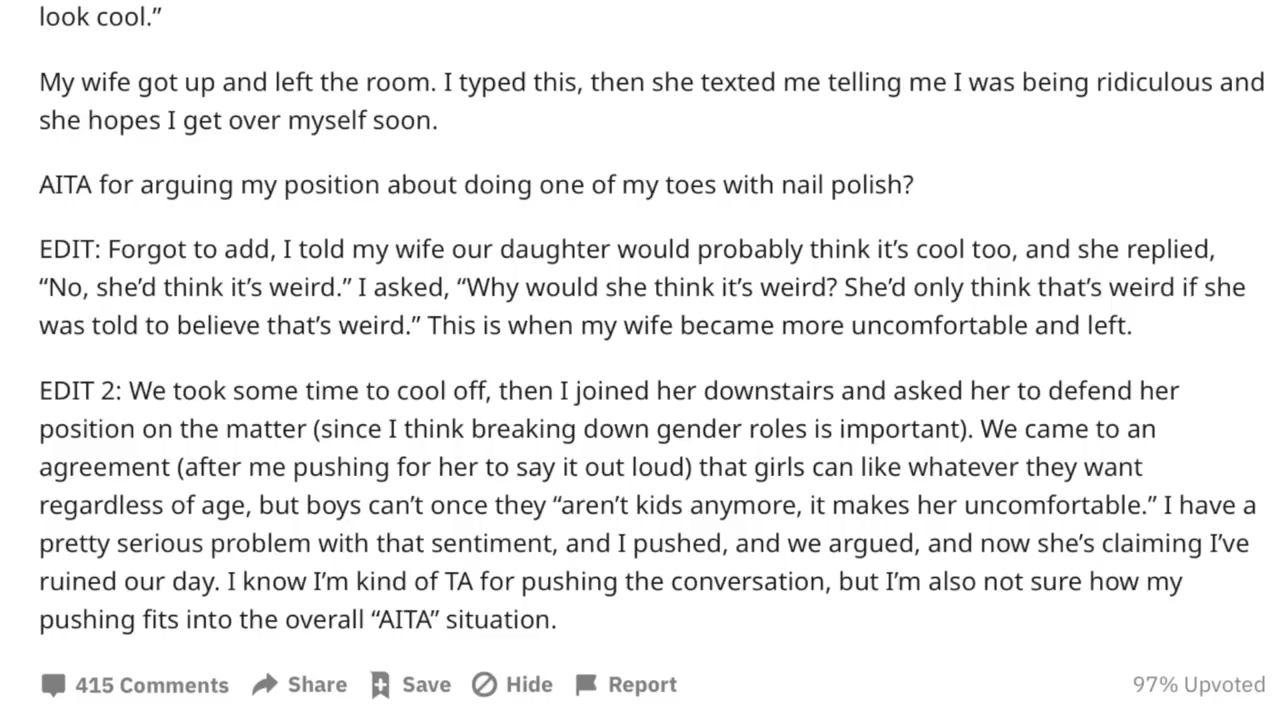 look cool.”
My wife got up and left the room. I typed this, then she texted me telling me I was being ridiculous and
she hopes I get over myself soon.
AITA for arguing my position about doing one of my toes with nail polish?
EDIT: Forgot to add, I told my wife our daughter would probably think it’s cool too, and she replied,
“No, she’d think it’s weird.” I asked, “Why would she think it’s weird? She’d only think that’s weird if she
was told to believe that’s weird.” This is when my wife became more uncomfortable and left.
EDIT 2: We took some time to cool off, then I joined her downstairs and asked her to defend her
position on the matter (since I think breaking down gender roles is important). We came to an
agreement (after me pushing for her to say it out loud) that girls can like whatever they want
regardless of age, but boys can’t once they “aren’t kids anymore, it makes her uncomfortable.” I have a
pretty serious problem with that sentiment, and I pushed, and we argued, and now she’s claiming I’ve
ruined our day. I know I’m kind of TA for pushing the conversation, but I’m also not sure how my
pushing fits into the overall “AITA” situation.
415 Comments Share Save Hide Report 97% Upvoted